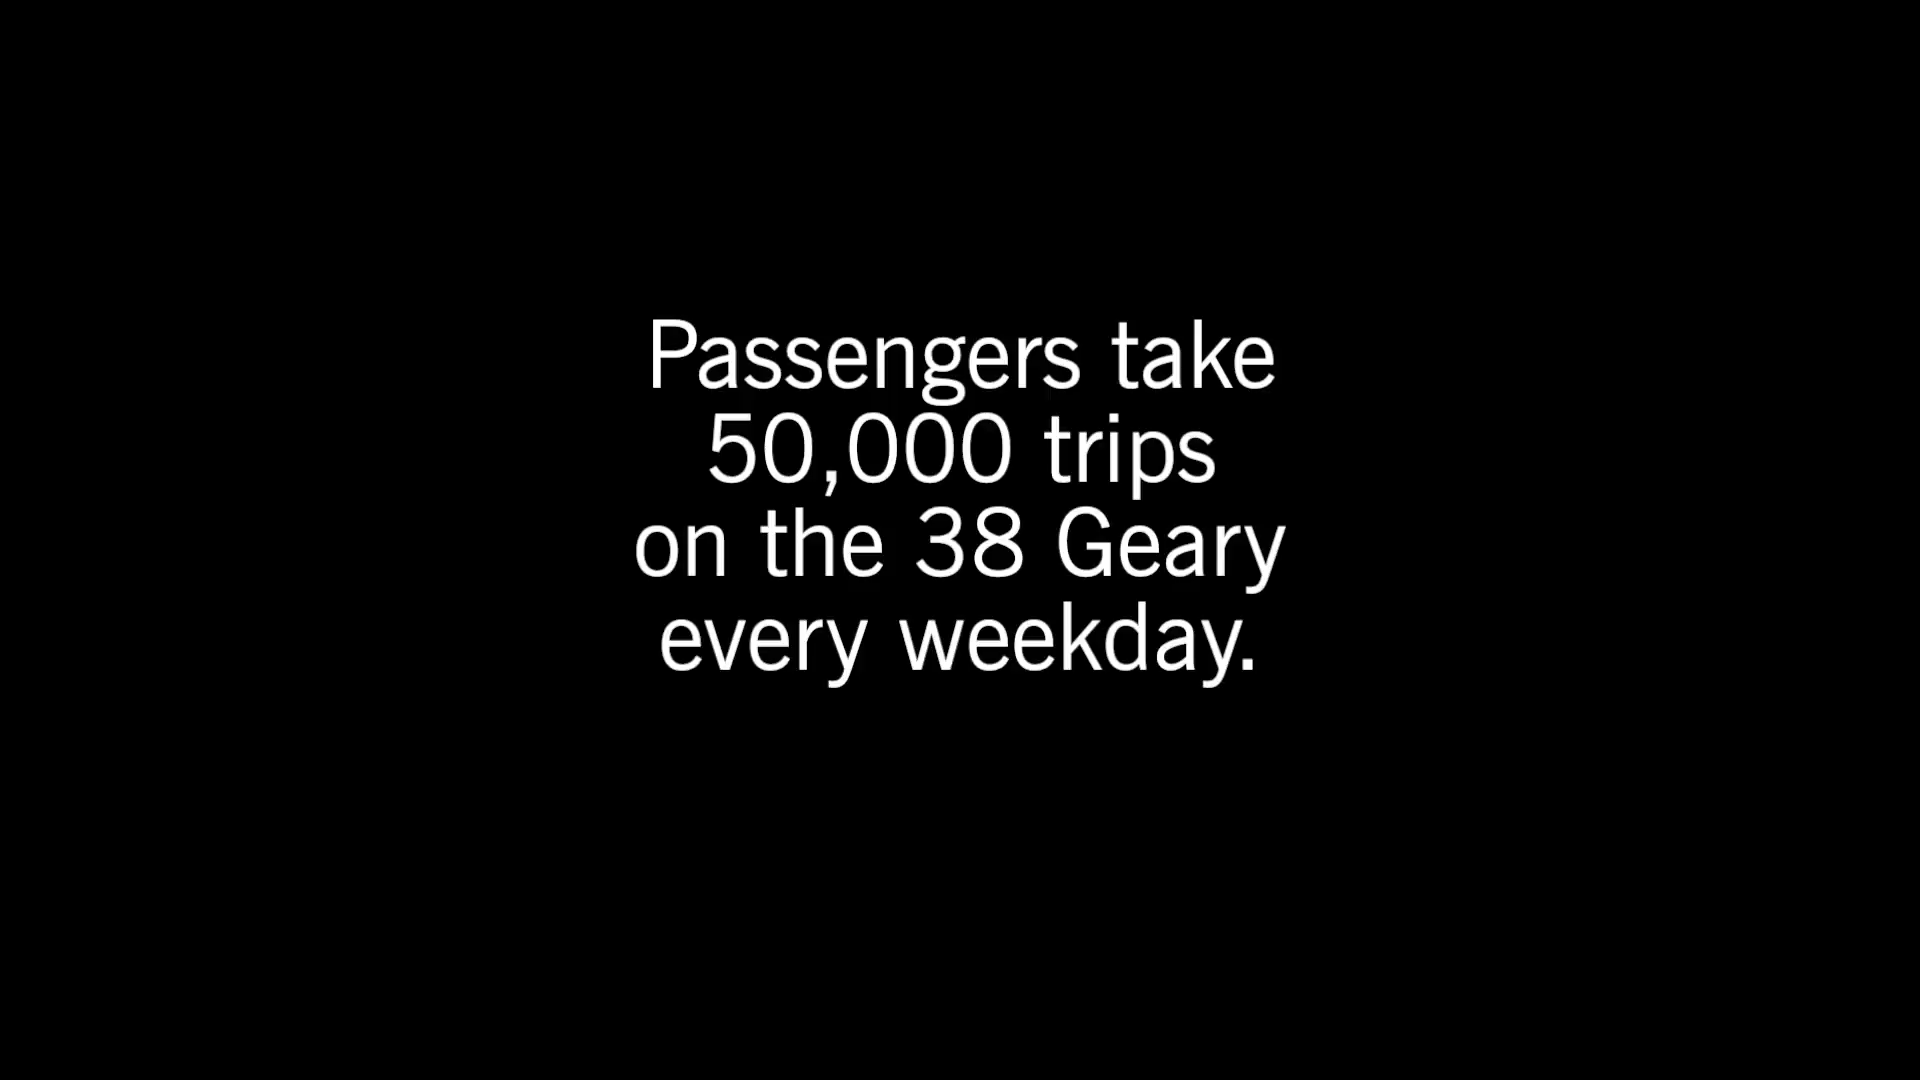 Passengers take
50,000 trips
on the 38 Geary
every weekday.